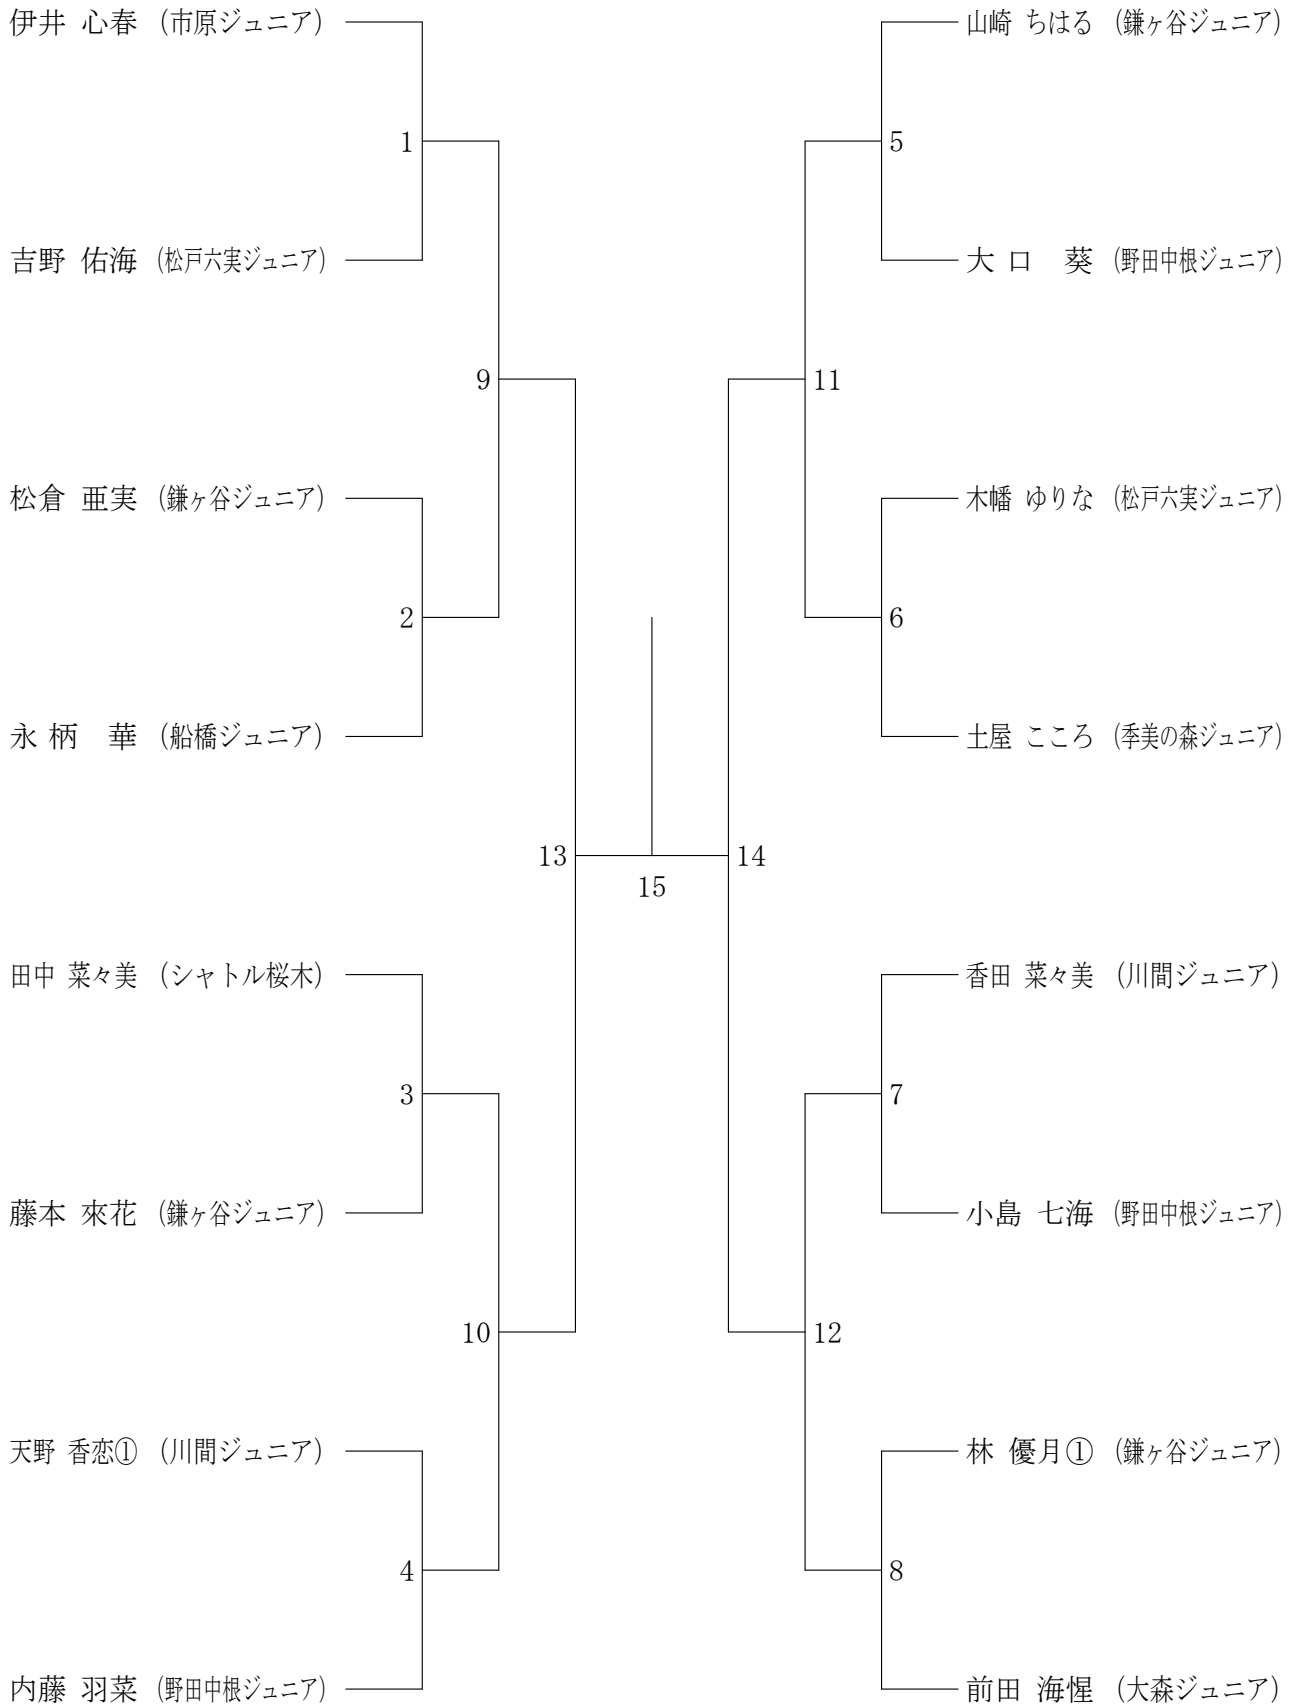 伊井 心春 (市原ジュニア)
1
吉野 佑海 (松戸六実ジュニア)
9
松倉 亜実 (鎌ヶ谷ジュニア)
2
永柄 華 (船橋ジュニア)
13
田中 菜々美 (シャトル桜木)
3
藤本 來花 (鎌ヶ谷ジュニア)
10
天野 香恋① (川間ジュニア)
4
内藤 羽菜 (野田中根ジュニア)
15
山崎 ちはる (鎌ヶ谷ジュニア)
5
大口 葵 (野田中根ジュニア)
11
木幡 ゆりな (松戸六実ジュニア)
6
土屋 こころ (季美の森ジュニア)
14
香田 菜々美 (川間ジュニア)
7
小島 七海 (野田中根ジュニア)
12
林 優月① (鎌ヶ谷ジュニア)
8
前田 海惺 (大森ジュニア)